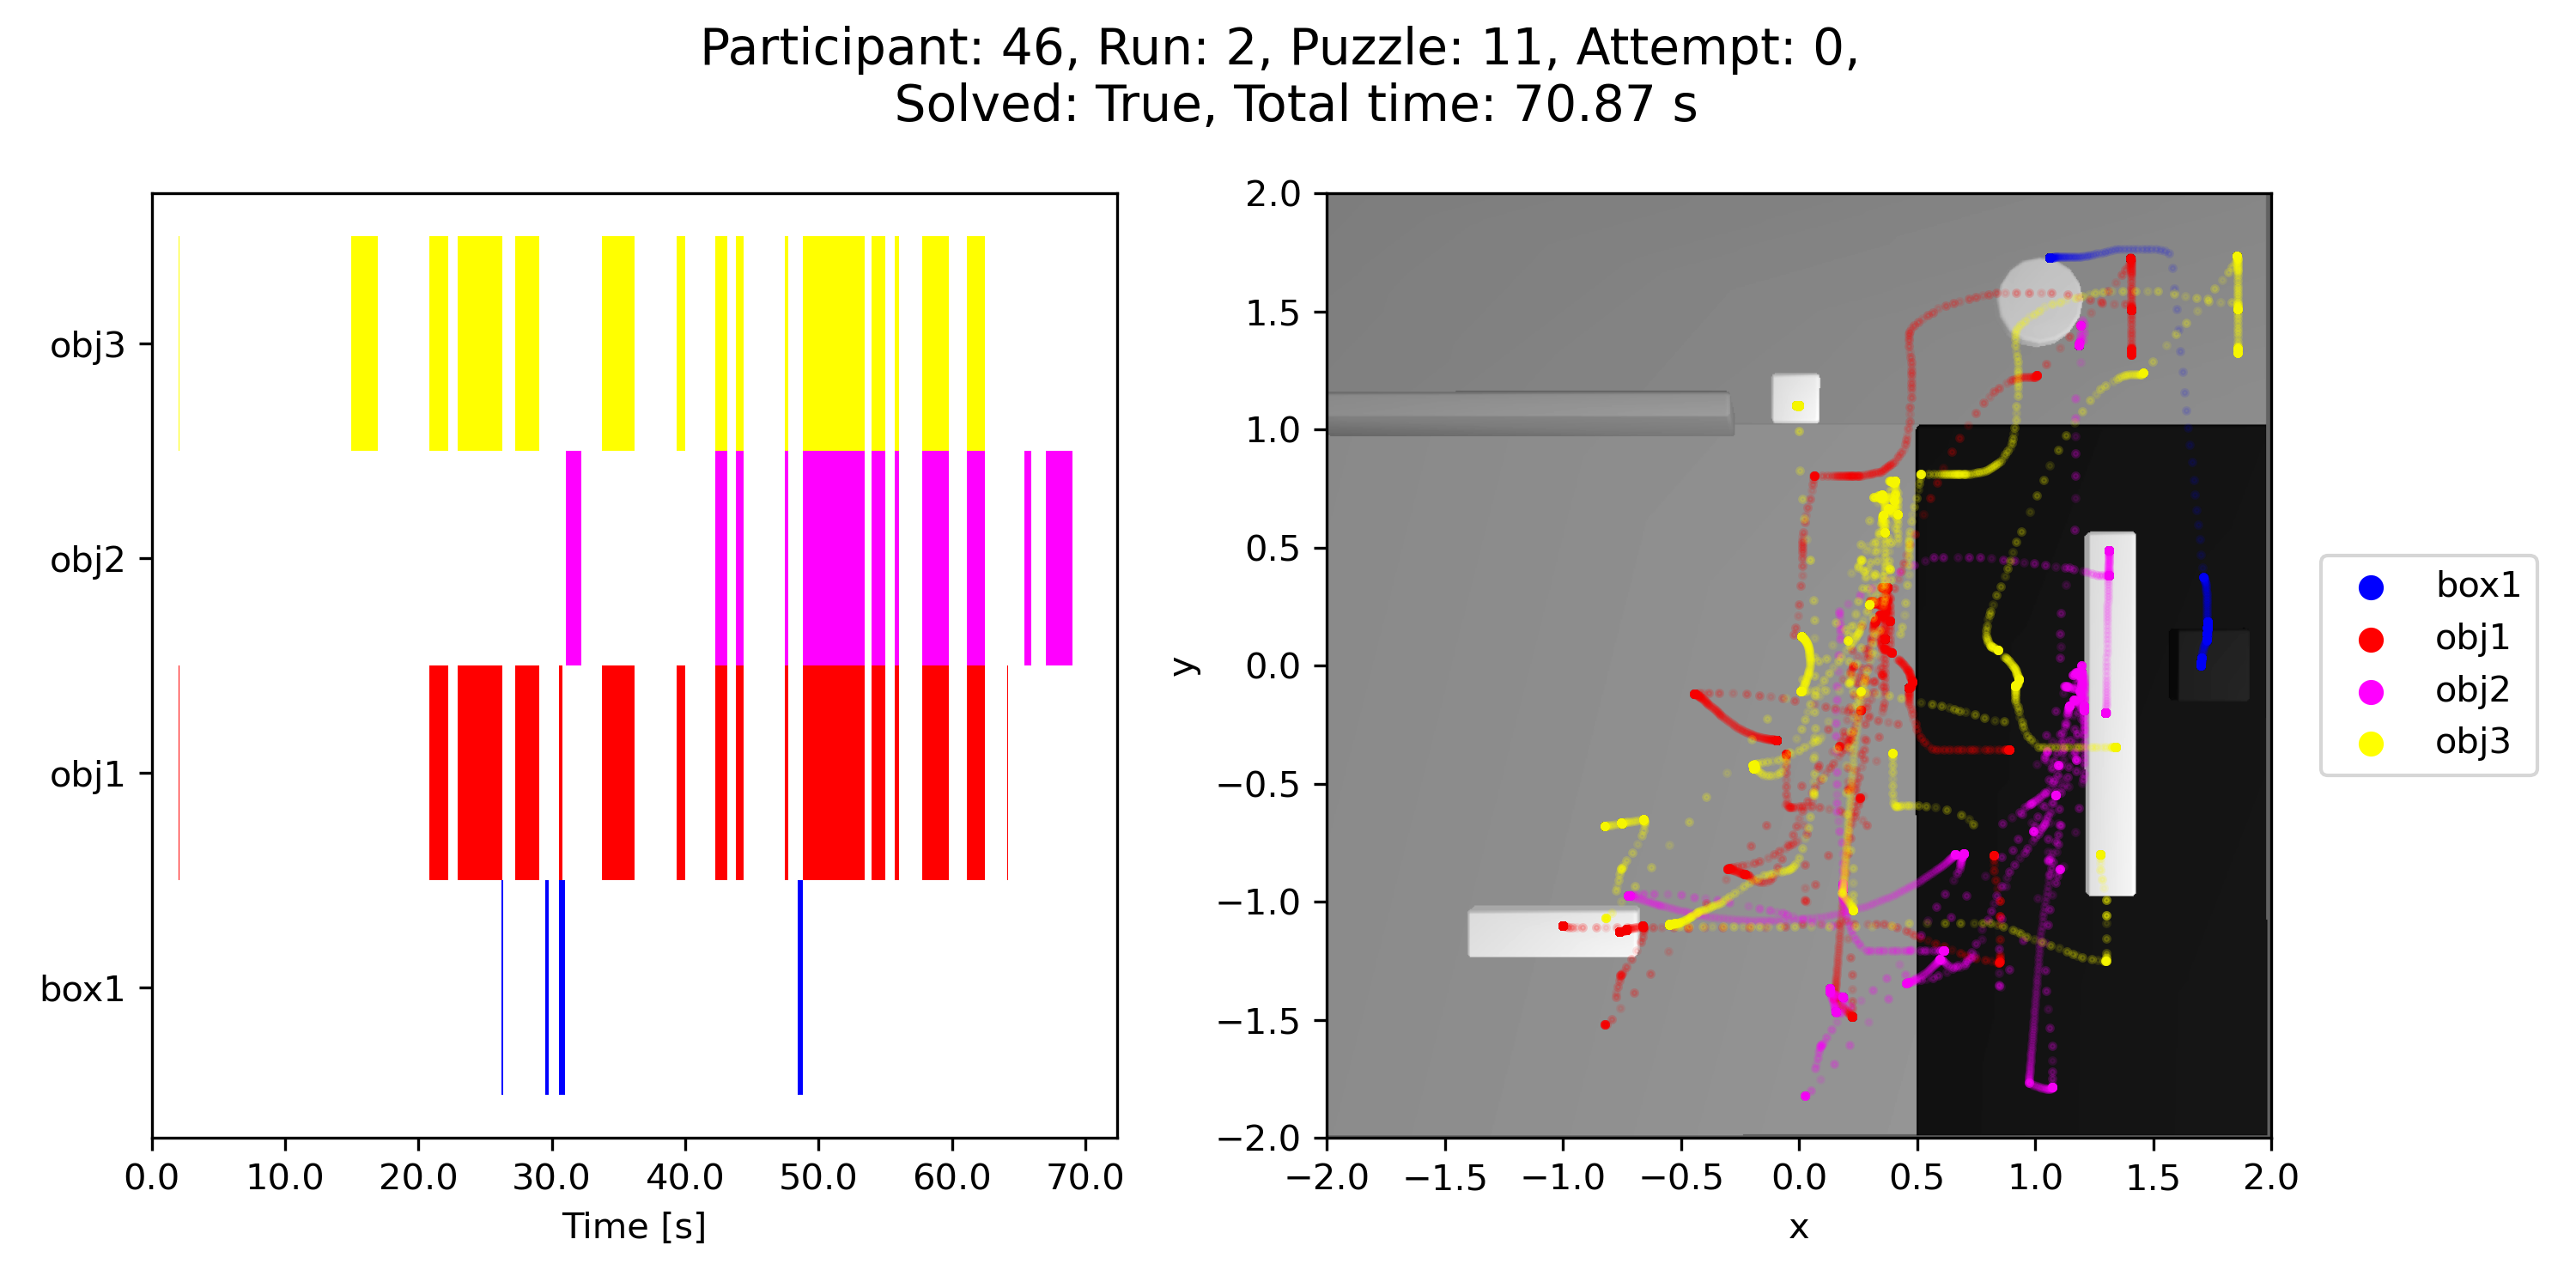 Participant: 46, Run: 2, Puzzle: 11, Attempt: 0,
Solved: True, Total time: 70.87 s
obj3
obj2
obj1
box1
0.0 10.0 20.0 30.0 40.0 50.0 60.0 70.0
Time [s]
2.0
1.5
1.0
0.5
0.0
−0.5
−1.0
−1.5
−2.0
y
−2.0 −1.5 −1.0 −0.5 0.0 0.5 1.0 1.5 2.0
x
box1
obj1
obj2
obj3